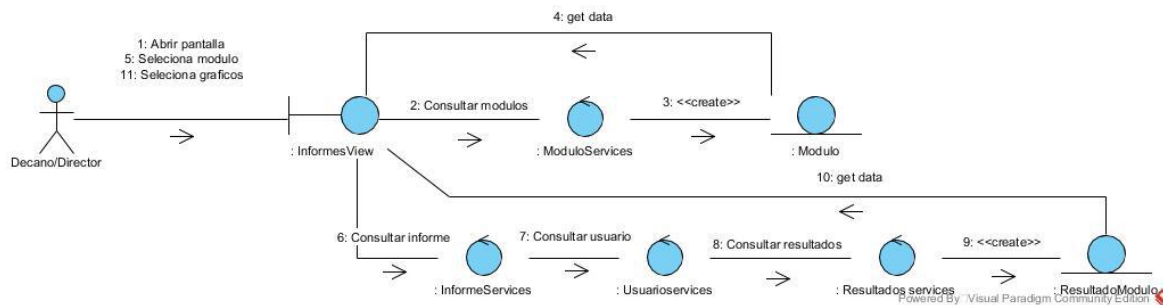 4: get data
1: Abrir pantalla
5: Seleciona modulo
11: Seleciona graficos
2: Consultar modulos
3: <<create>>
Decano/Director
: InformesView
: ModuloServices
: Modulo
10: get data
6: Consultar informe
7: Consultar usuario
8: Consultar resultados
9: <<create>>
: InformeServices
: Usuarioservices
: Resultados services
: ResultadoModulo
Powered By Visual Paradigm Community Edition